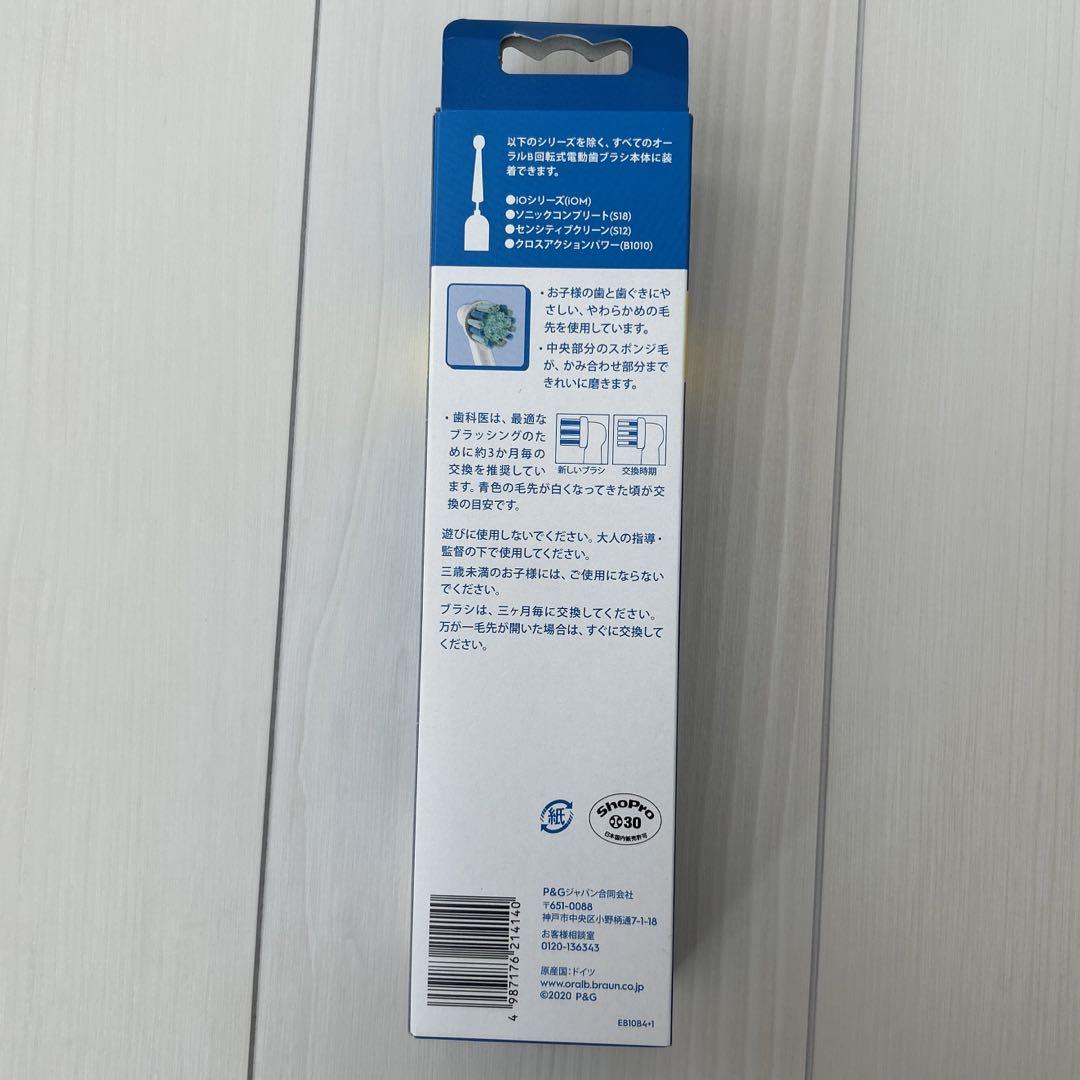 以下のシリーズを除く、すべてのオー
ラルB回転式電動歯ブラシ本体に装
着できます。
●iOシリーズ(iOM)
●ソニックコンプリート(S18)
●センシティブクリーン(S12)
●クロスアクションパワー(B1010)
・お子様の歯と歯ぐきにや
さしい、やわらかめの毛
先を使用しています。
・中央部分のスポンジ毛
が、かみ合わせ部分まで
きれいに磨きます。
・歯科医は、最適な
ブラッシングのた
めに約3か月毎の
交換を推奨してい
ます。青色の毛先が白くなってきた頃が交
換の目安です。
新しいブラシ
交換時期
遊びに使用しないでください。大人の指導・
監督の下で使用してください。
三歳未満のお子様には、ご使用にならない
でください。
ブラシは、三ヶ月毎に交換してください。
万が一毛先が開いた場合は、すぐに交換して
ください。
紙
ShoPro
30
日本国内販売許可
P&Gジャパン合同会社
〒651-0088
神戸市中央区小野柄通7-1-18
お客様相談室
0120-136343
原産国:ドイツ
www.oralb.braun.co.jp
©2020 P&G
EB10B4+1
4 987176 214140